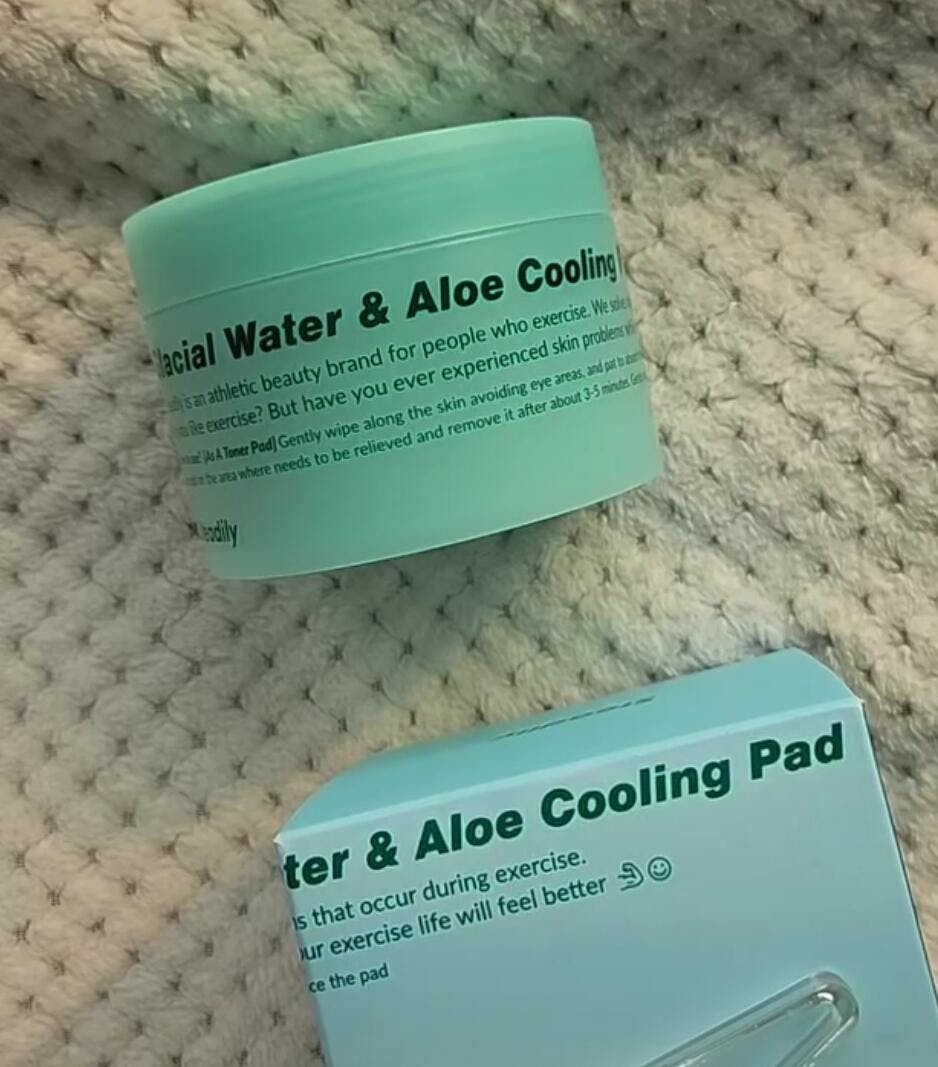 lacial Water & Aloe Cooling
is an athletic beauty brand for people who exercise. We solve
like exercise? But have you ever experienced skin problems
[As A Toner Pad] Gently wipe along the skin avoiding eye areas, and pat to
the area where needs to be relieved and remove it after about 3-5 minutes.
eadily
ter & Aloe Cooling Pad
s that occur during exercise.
ur exercise life will feel better
ce the pad